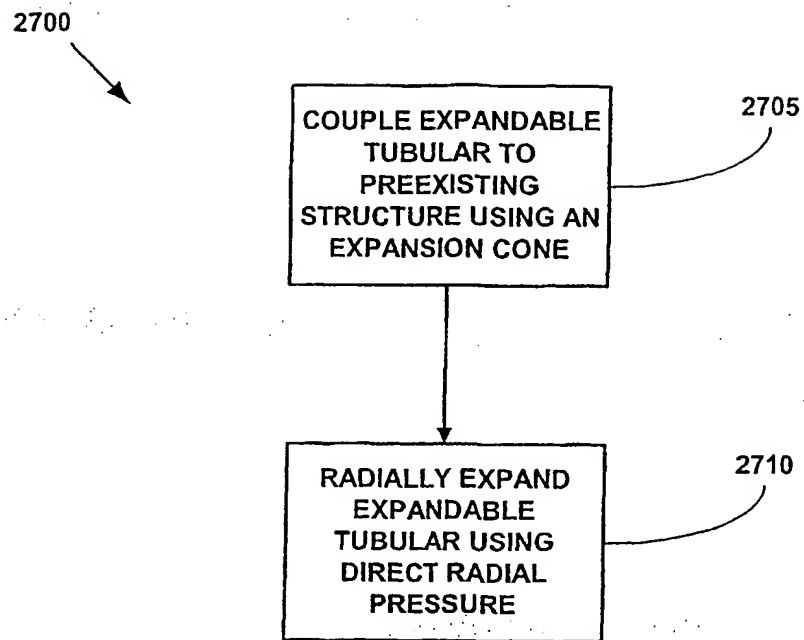 2700
COUPLE EXPANDABLE
TUBULAR TO
PREEXISTING
STRUCTURE USING AN
EXPANSION CONE
2705
RADIALLY EXPAND
EXPANDABLE
TUBULAR USING
DIRECT RADIAL
PRESSURE
2710